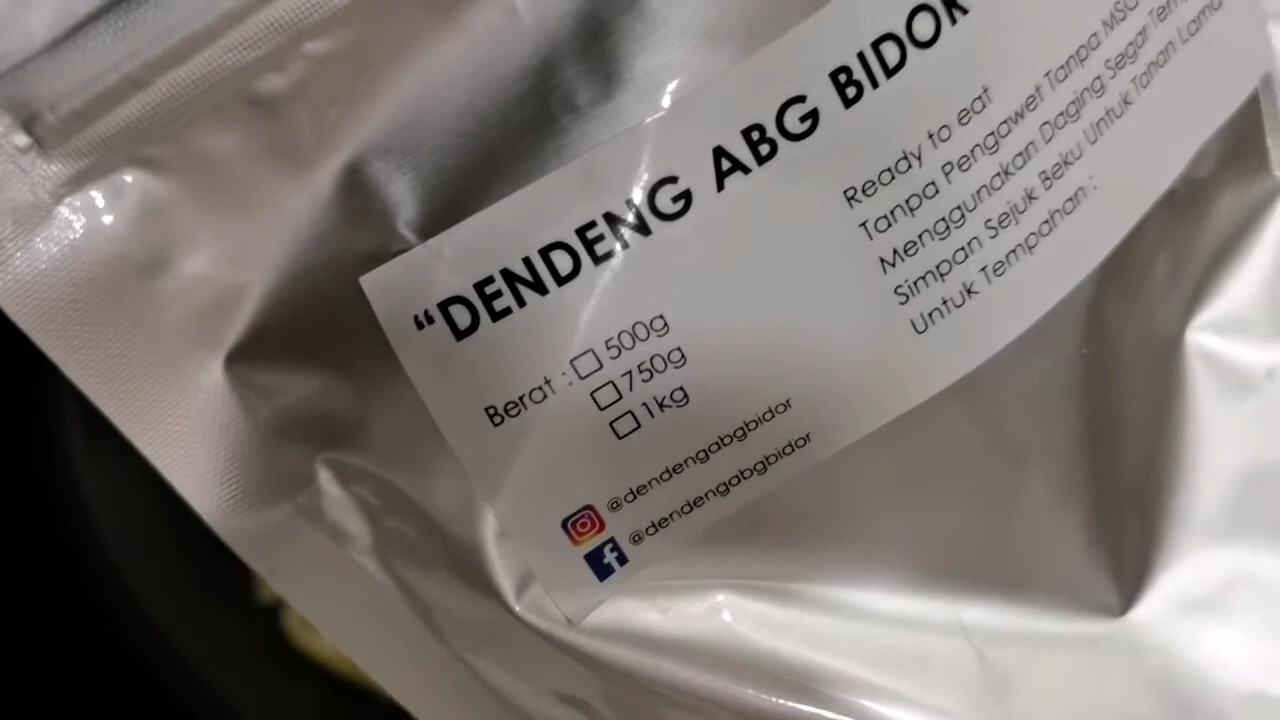 “DENDENG ABG BIDOR
Berat : 500g
750g
1kg
@dendengabgbidor
@dendengabgbidor
Ready to eat
Tanpa Pengawet Tanpa MSG
Menggunakan Daging Segar
Simpan Sejuk Beku Untuk Tahan Lama
Untuk Tempahan :